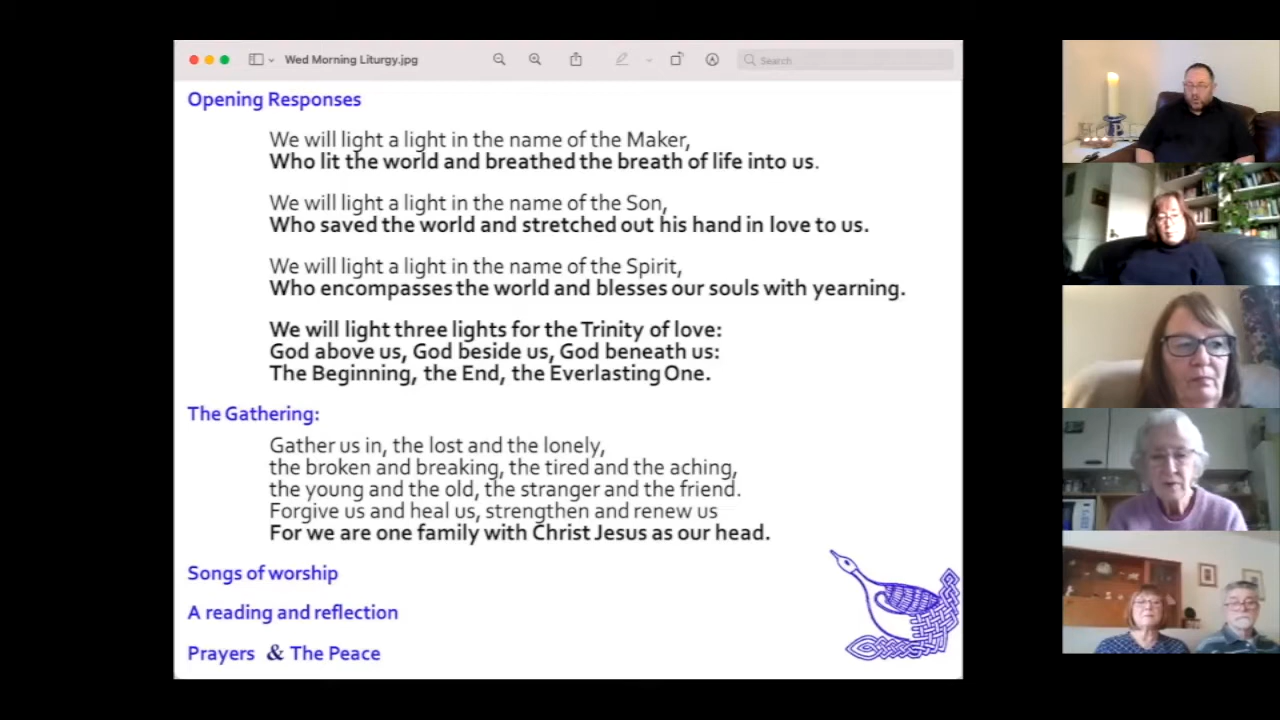 Wed Morning Liturgy.jpg
Search
Opening Responses
We will light a light in the name of the Maker,
Who lit the world and breathed the breath of life into us.
We will light a light in the name of the Son,
Who saved the world and stretched out his hand in love to us.
We will light a light in the name of the Spirit,
Who encompasses the world and blesses our souls with yearning.
We will light three lights for the Trinity of love:
God above us, God beside us, God beneath us:
The Beginning, the End, the Everlasting One.
The Gathering:
Gather us in, the lost and the lonely,
the broken and breaking, the tired and the aching,
the young and the old, the stranger and the friend.
Forgive us and heal us, strengthen and renew us
For we are one family with Christ Jesus as our head.
Songs of worship
A reading and reflection
Prayers & The Peace